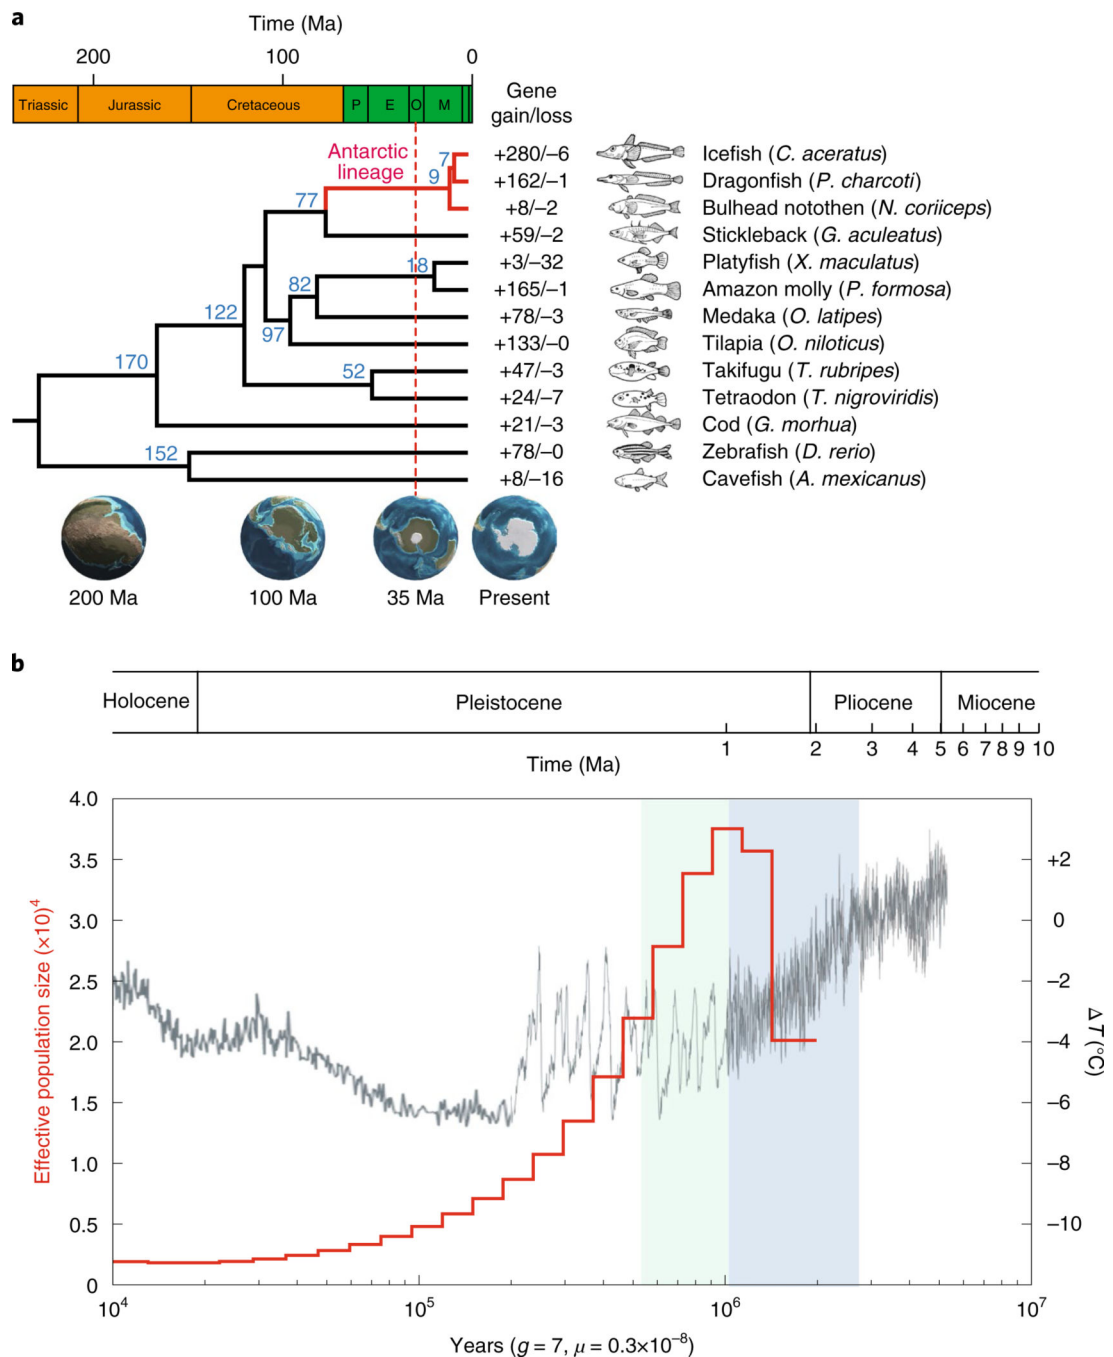 a
Time (Ma)
200 100 0
Triassic Jurassic Cretaceous P E O M
Gene
gain/loss
Antarctic
lineage
7
9
77
18
82
122
97
170
52
152
+280/−6 Icefish (C. aceratus)
+162/−1 Dragonfish (P. charcoti)
+8/−2 Bulhead notothen (N. coriiceps)
+59/−2 Stickleback (G. aculeatus)
+3/−32 Platyfish (X. maculatus)
+165/−1 Amazon molly (P. formosa)
+78/−3 Medaka (O. latipes)
+133/−0 Tilapia (O. niloticus)
+47/−3 Takifugu (T. rubripes)
+24/−7 Tetraodon (T. nigroviridis)
+21/−3 Cod (G. morhua)
+78/−0 Zebrafish (D. rerio)
+8/−16 Cavefish (A. mexicanus)
200 Ma 100 Ma 35 Ma Present
b
Holocene Pleistocene Pliocene Miocene
1 2 3 4 5 6 7 8 9 10
Time (Ma)
Effective population size (×10)⁴
4.0
3.5
3.0
2.5
2.0
1.5
1.0
0.5
0
+2
0
−2
−4
−6
−8
−10
Δ T (°C)
10⁴ 10⁵ 10⁶ 10⁷
Years (g = 7, μ = 0.3×10⁻⁸)